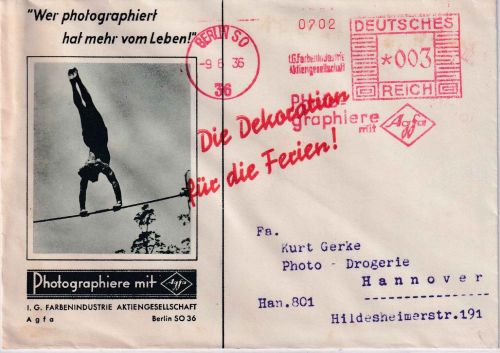 "Wer photographiert
hat mehr vom Leben!"
Photographiere mit Agfa
I. G. FARBENINDUSTRIE AKTIENGESELLSCHAFT
Agfa Berlin SO 36
BERLIN SO
-9.6 36
36
0702
I.G. Farbenindustrie
Aktiengesellschaft
DEUTSCHES
*003
REICH
graphiere
mit Agfa
Die Dekoration
für die Ferien!
Fa.
Kurt Gerke
Photo - Drogerie
Hannover
Han.801
Hildesheimerstr.191